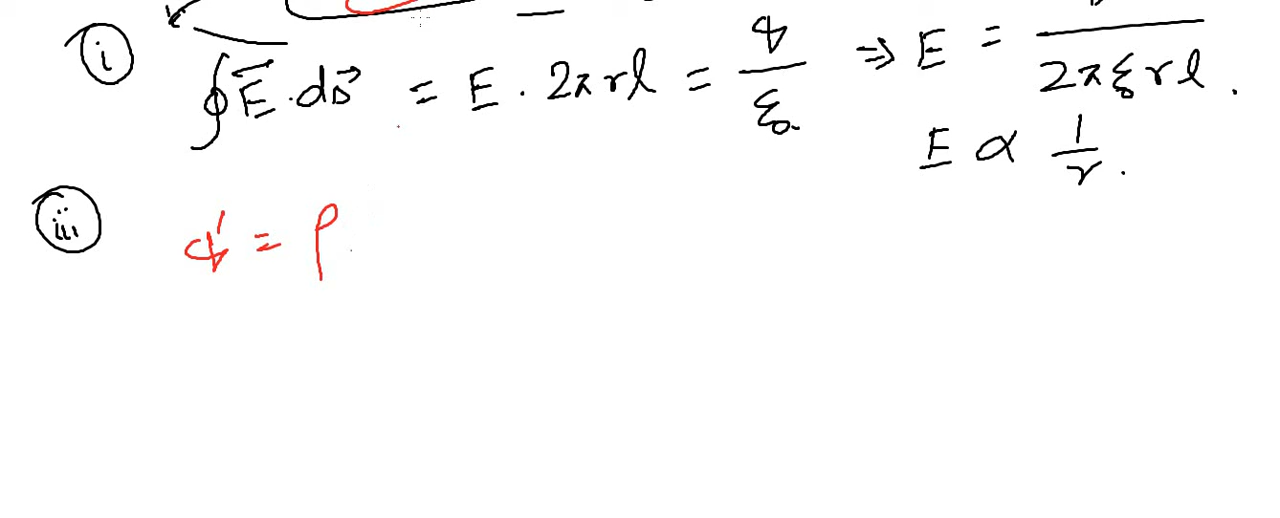 (i) ∮E⃗.ds⃗ = E . 2πrl = q/ε₀ ⇒ E = /2πε₀rl.
E ∝ 1/r.
(iii) q' = ρ